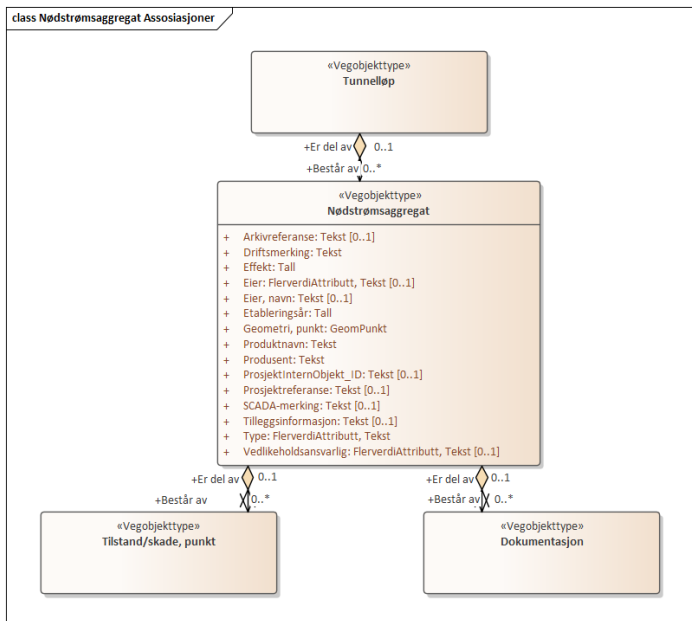 class Nødstrømsaggregat Assosiasjoner
«Vegobjekttype»
Tunnelløp
+Er del av 0..1
+Består av 0..*
«Vegobjekttype»
Nødstrømsaggregat
+ Arkivreferanse: Tekst [0..1]
+ Driftsmerking: Tekst
+ Effekt: Tall
+ Eier: FlerverdiAttributt, Tekst [0..1]
+ Eier, navn: Tekst [0..1]
+ Etableringsår: Tall
+ Geometri, punkt: GeomPunkt
+ Produktnavn: Tekst
+ Produsent: Tekst
+ ProsjektInternObjekt_ID: Tekst [0..1]
+ Prosjektreferanse: Tekst [0..1]
+ SCADA-merking: Tekst [0..1]
+ Tilleggsinformasjon: Tekst [0..1]
+ Type: FlerverdiAttributt, Tekst
+ Vedlikeholdsansvarlig: FlerverdiAttributt, Tekst [0..1]
+Er del av 0..1
+Består av 0..*
«Vegobjekttype»
Tilstand/skade, punkt
+Er del av 0..1
+Består av 0..*
«Vegobjekttype»
Dokumentasjon